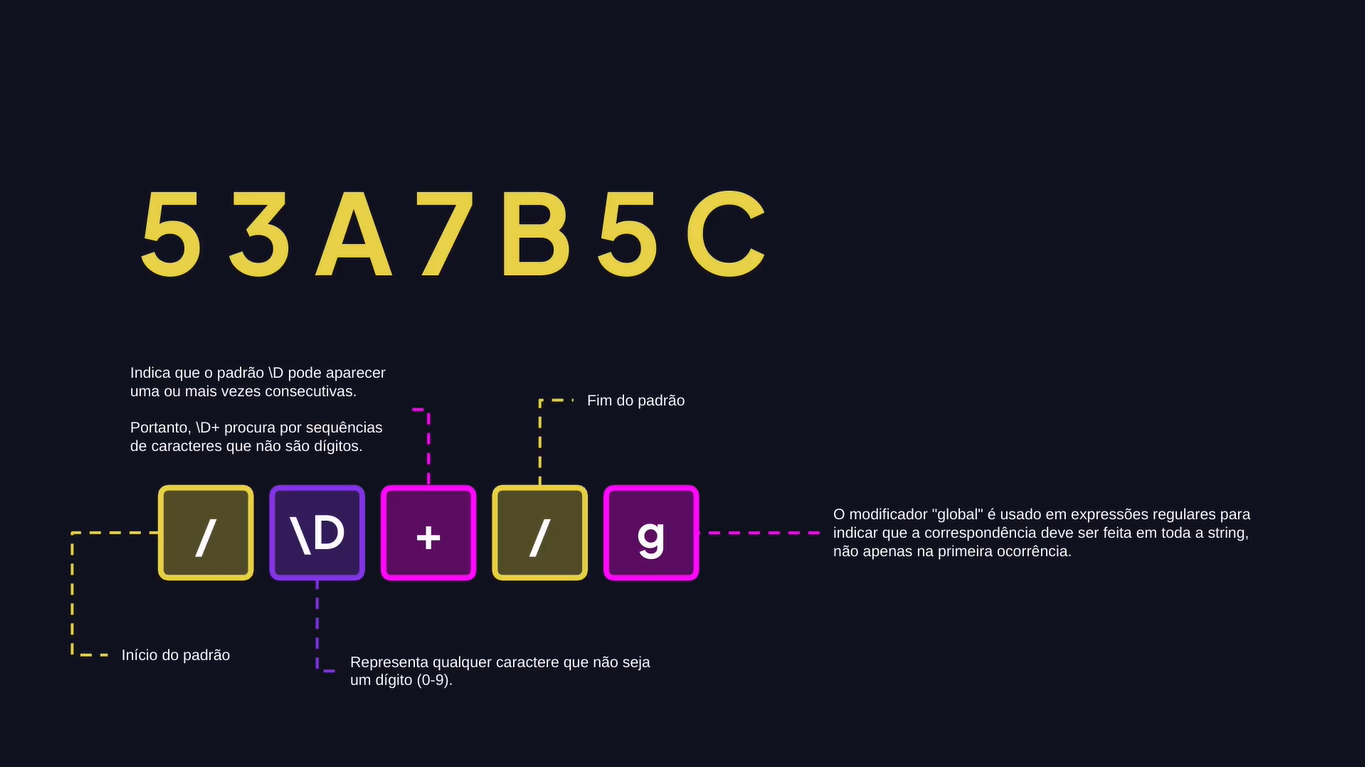 53A7B5C
Indica que o padrão \D pode aparecer
uma ou mais vezes consecutivas.
Portanto, \D+ procura por sequências
de caracteres que não são dígitos.
Fim do padrão
/ \D + / g
O modificador "global" é usado em expressões regulares para
indicar que a correspondência deve ser feita em toda a string,
não apenas na primeira ocorrência.
Início do padrão
Representa qualquer caractere que não seja
um dígito (0-9).